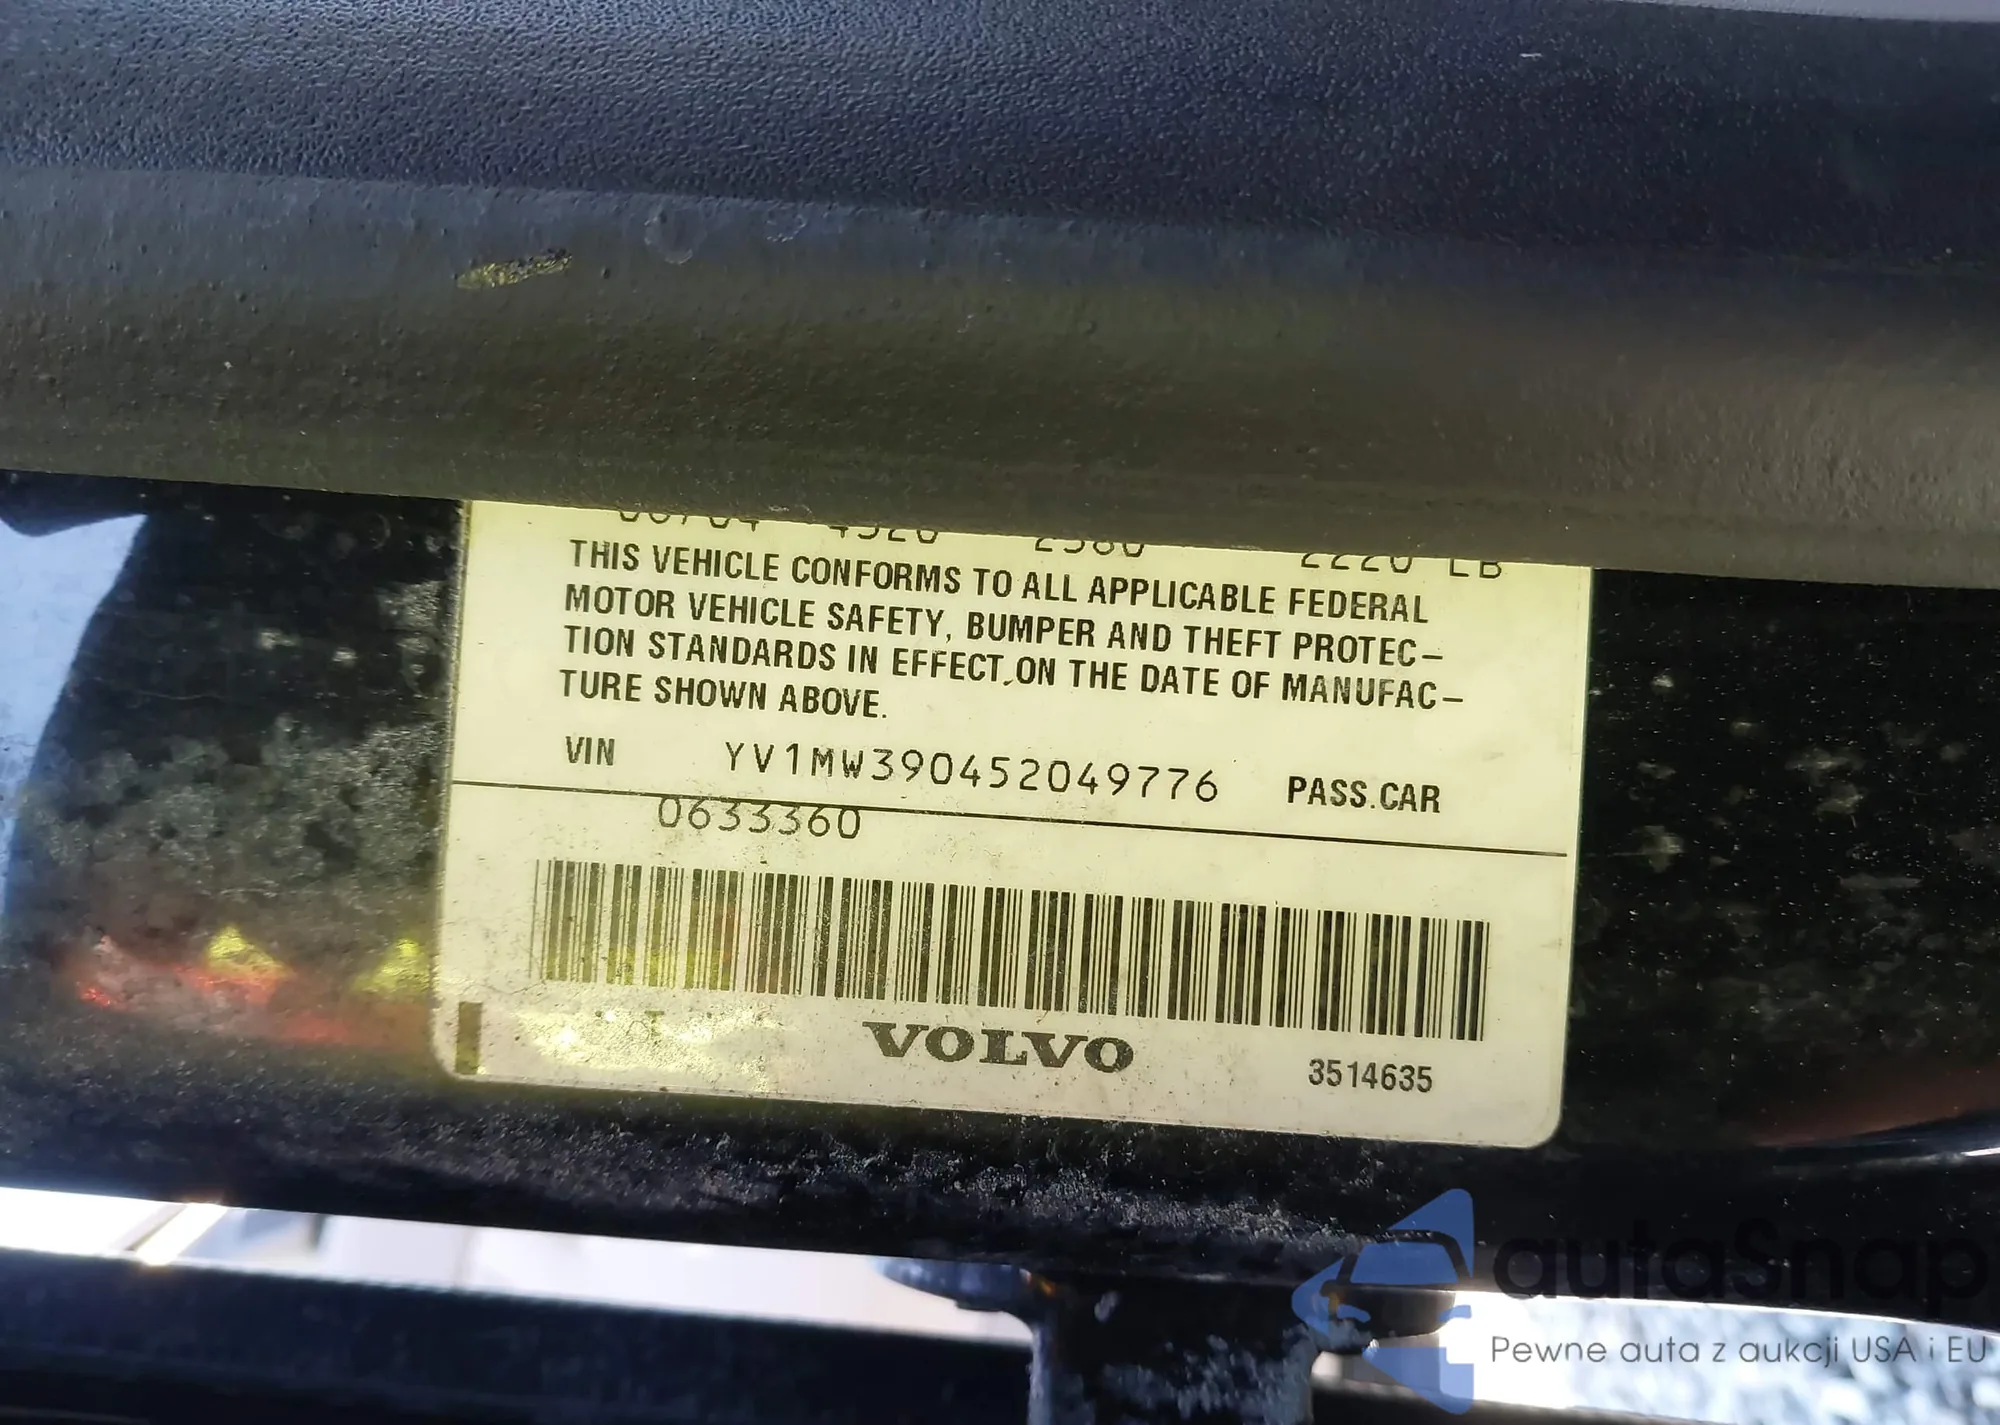 THIS VEHICLE CONFORMS TO ALL APPLICABLE FEDERAL
MOTOR VEHICLE SAFETY, BUMPER AND THEFT PROTEC-
TION STANDARDS IN EFFECT ON THE DATE OF MANUFAC-
TURE SHOWN ABOVE.
VIN YV1MW390452049776 PASS.CAR
0633360
VOLVO
3514635
autaSnap
Pewne auta z aukcji USA i EU